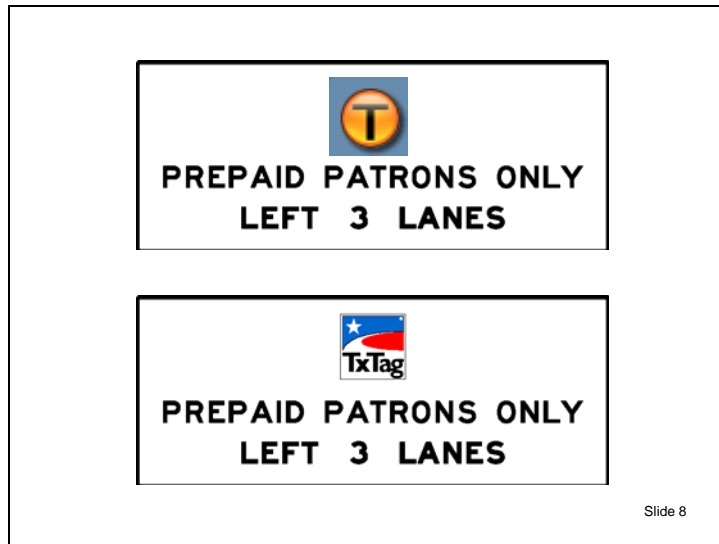 T
PREPAID PATRONS ONLY
LEFT 3 LANES
TxTag
PREPAID PATRONS ONLY
LEFT 3 LANES
Slide 8